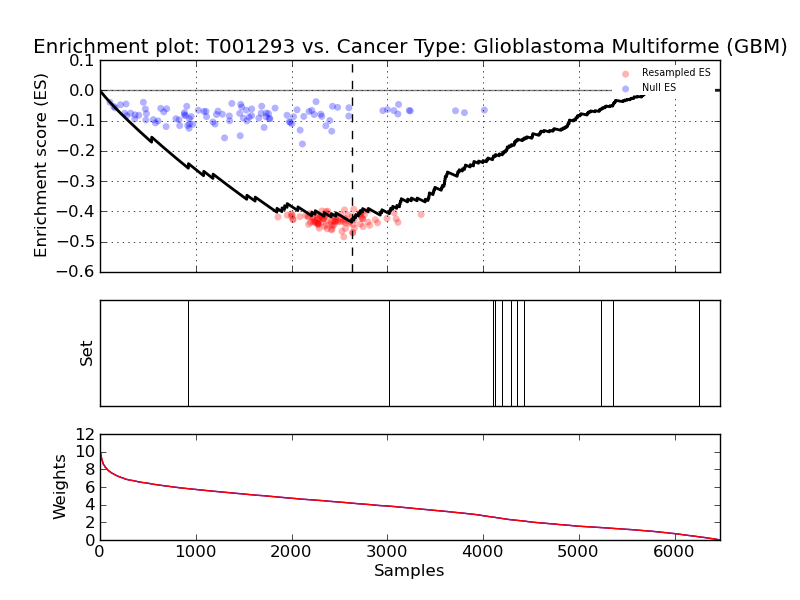 Enrichment plot: T001293 vs. Cancer Type: Glioblastoma Multiforme (GBM)
0.1
0.0
−0.1
−0.2
−0.3
−0.4
−0.5
−0.6
Enrichment score (ES)
Resampled ES
Null ES
Set
12
10
8
6
4
2
0
Weights
0 1000 2000 3000 4000 5000 6000
Samples